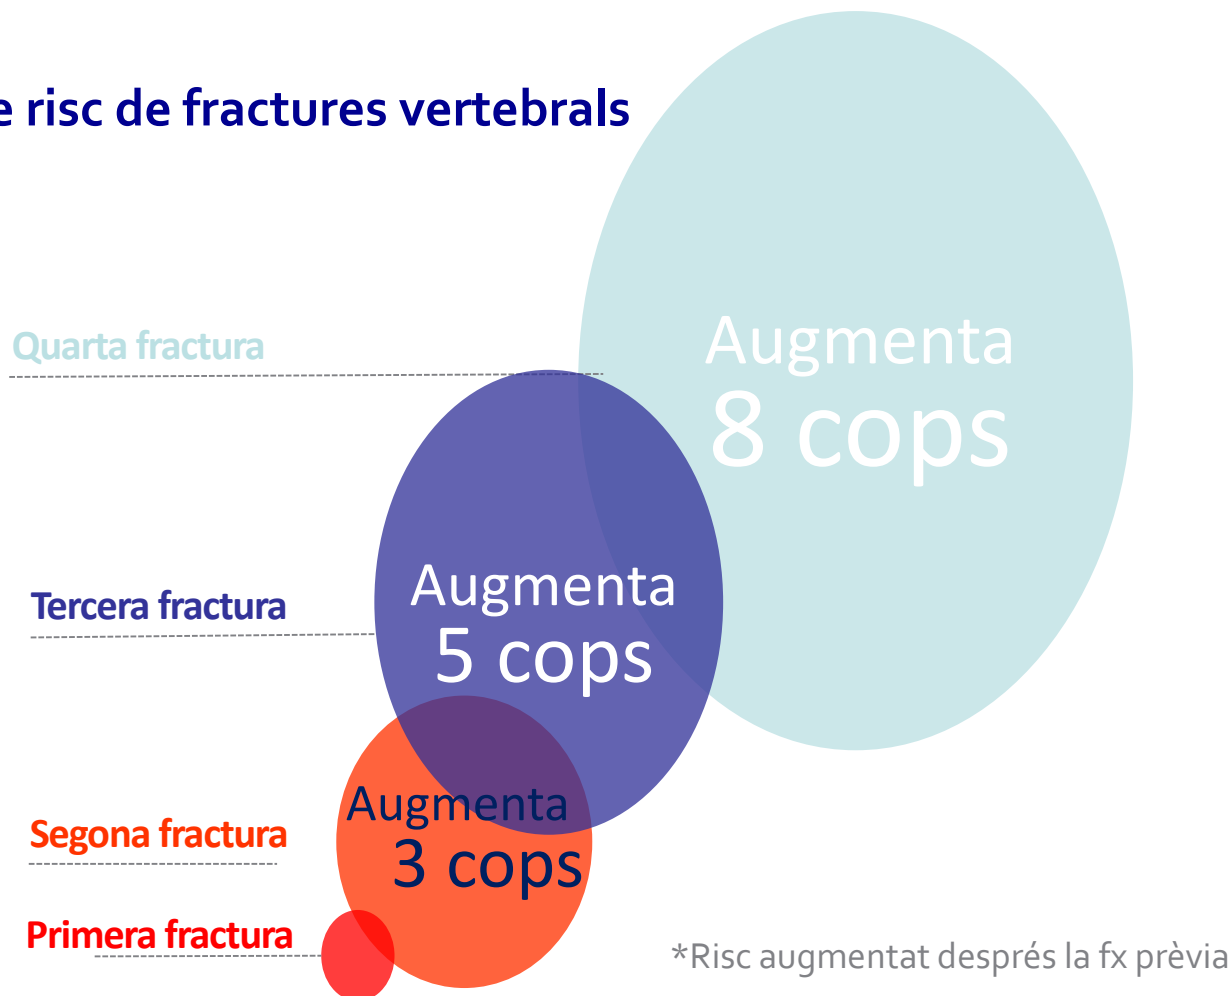 e risc de fractures vertebrals
Quarta fractura
Augmenta
8 cops
Tercera fractura
Augmenta
5 cops
Segona fractura
Augmenta
3 cops
Primera fractura
*Risc augmentat després la fx prèvia